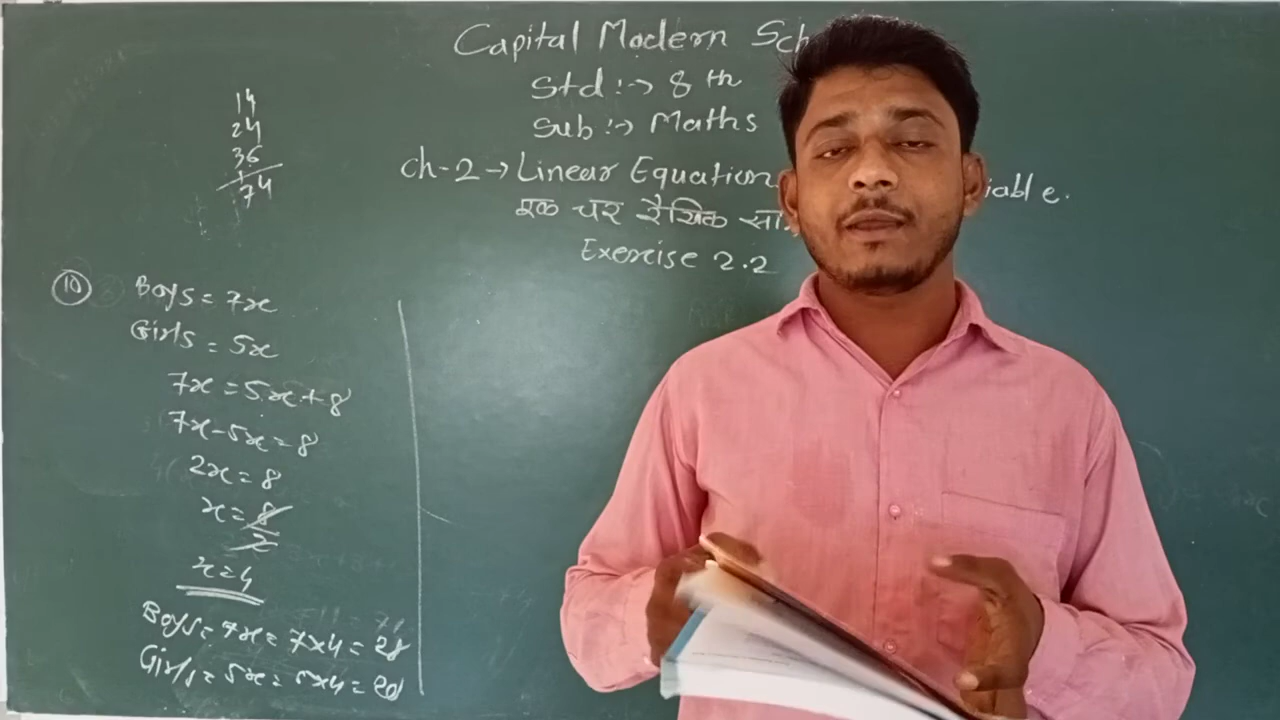 Capital Modern Sch
Std :→ 8th
Sub :→ Maths
Ch-2 → Linear Equation iable.
एक चर रैखिक
Exercise 2.2
14
24
36
1
74
10 Boys = 7x
Girls = 5x
7x = 5x + 8
7x - 5x = 8
2x = 8
x = 8
2
x = 4
Boys = 7x = 7x4 = 28
Girls = 5x = 5x4 = 20